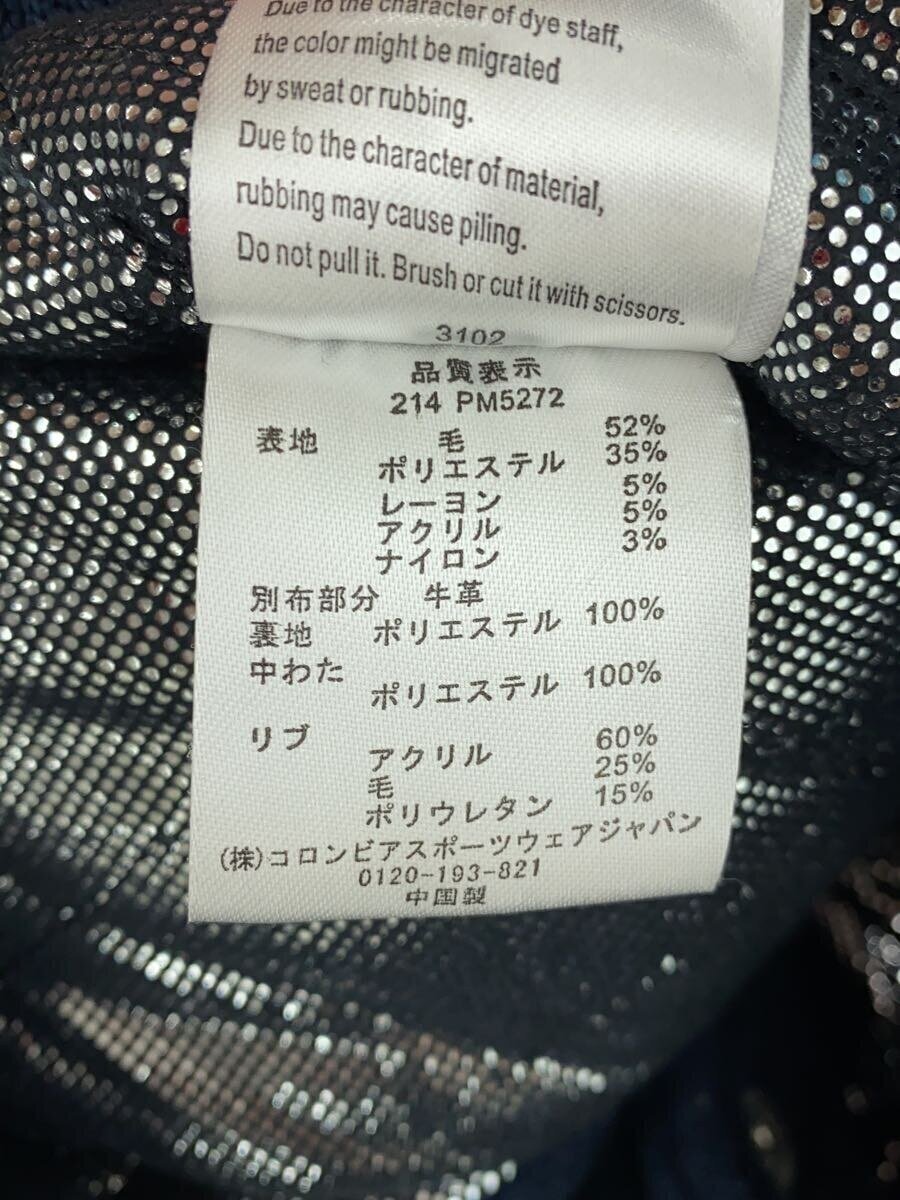 Due to the character of dye staff,
the color might be migrated
by sweat or rubbing.
Due to the character of material,
rubbing may cause piling.
Do not pull it. Brush or cut it with scissors.
3102
品質表示
214 PM5272
表地 毛 52%
ポリエステル 35%
レーヨン 5%
アクリル 5%
ナイロン 3%
別布部分 牛革
裏地 ポリエステル 100%
中わた
ポリエステル 100%
リブ
アクリル 60%
毛 25%
ポリウレタン 15%
(株)コロンビアスポーツウェアジャパン
0120-193-821
中国製